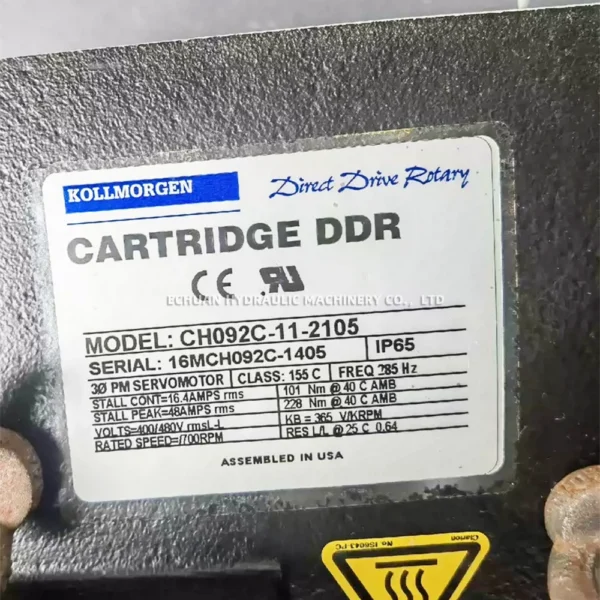 KOLLMORGEN
Direct Drive Rotary
CARTRIDGE DDR
CE RU
ECHUAN HYDRAULIC MACHINERY CO., LTD
MODEL: CH092C-11-2105
SERIAL: 16MCH092C-1405 IP65
3Ø PM SERVOMOTOR CLASS: 155 C FREQ 285 Hz
STALL CONT=16.4AMPS rms 101 Nm @ 40 C AMB
STALL PEAK=48AMPS rms 228 Nm @ 40 C AMB
VOLTS=400/480V rmsL-L KB = 365 V/KRPM
RATED SPEED=/700RPM RES L/L @ 25 C 0.64
ASSEMBLED IN USA